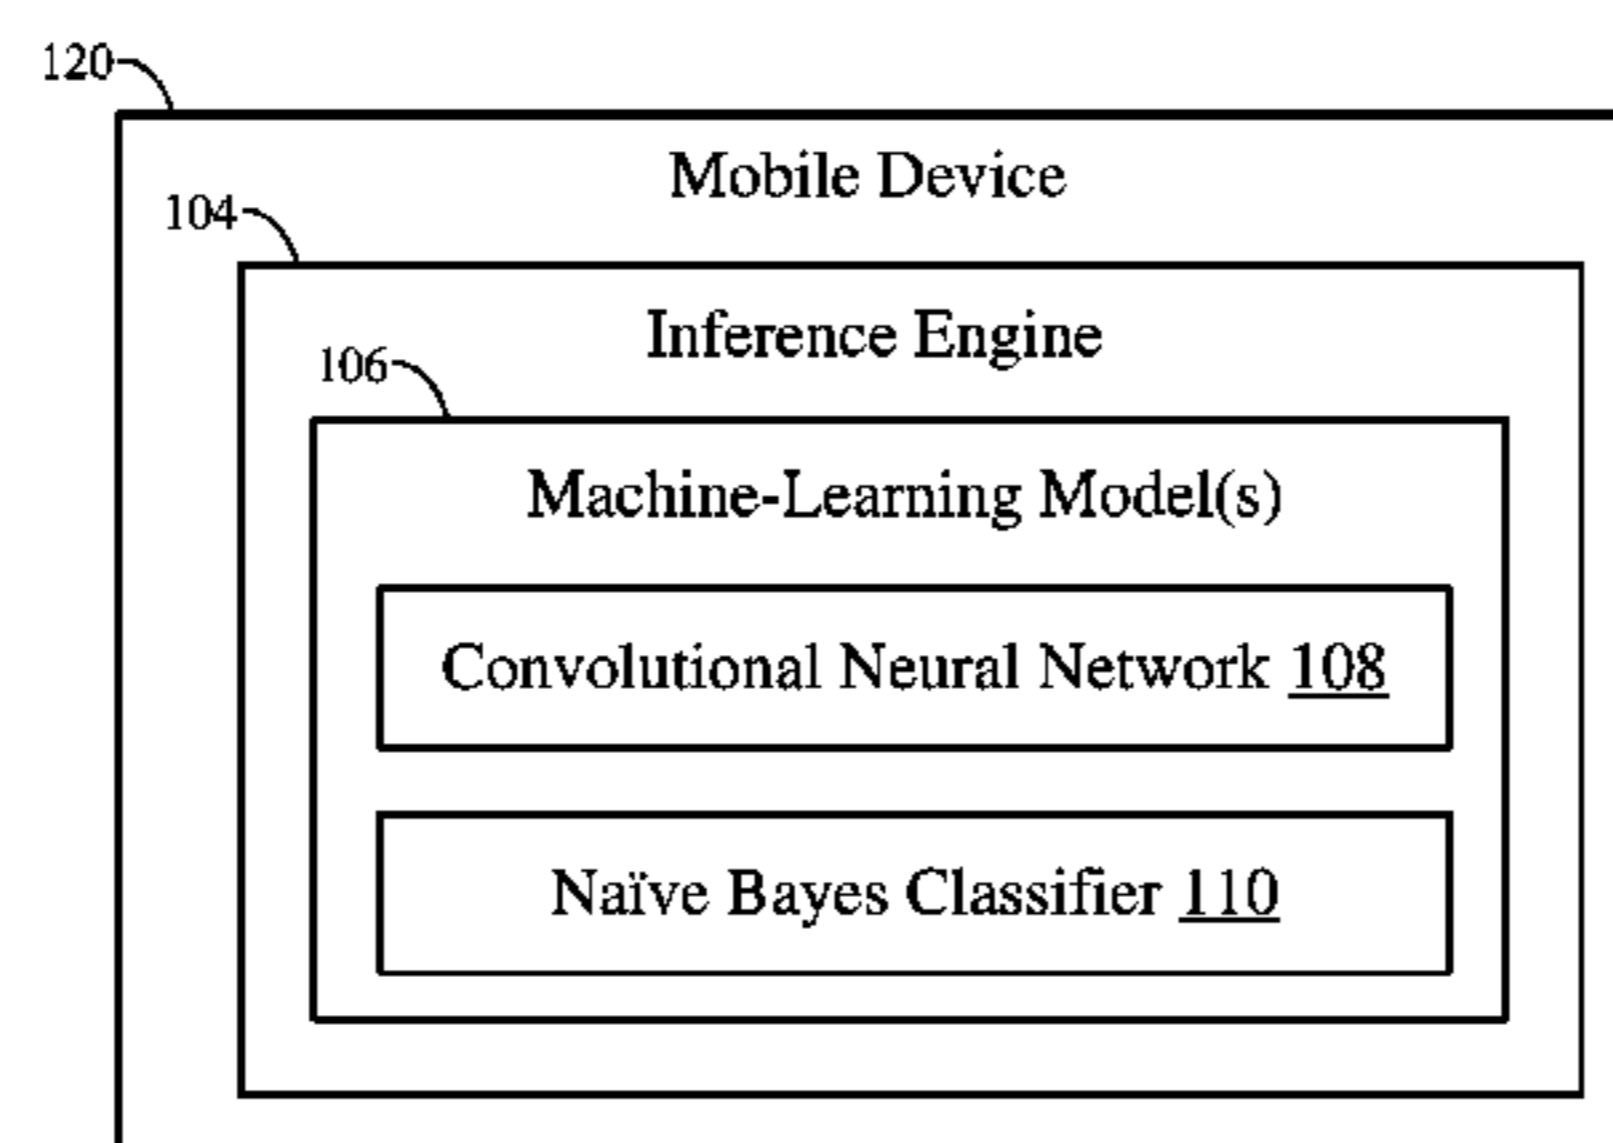 120
Mobile Device
104
Inference Engine
106
Machine-Learning Model(s)
Convolutional Neural Network 108
Naïve Bayes Classifier 110